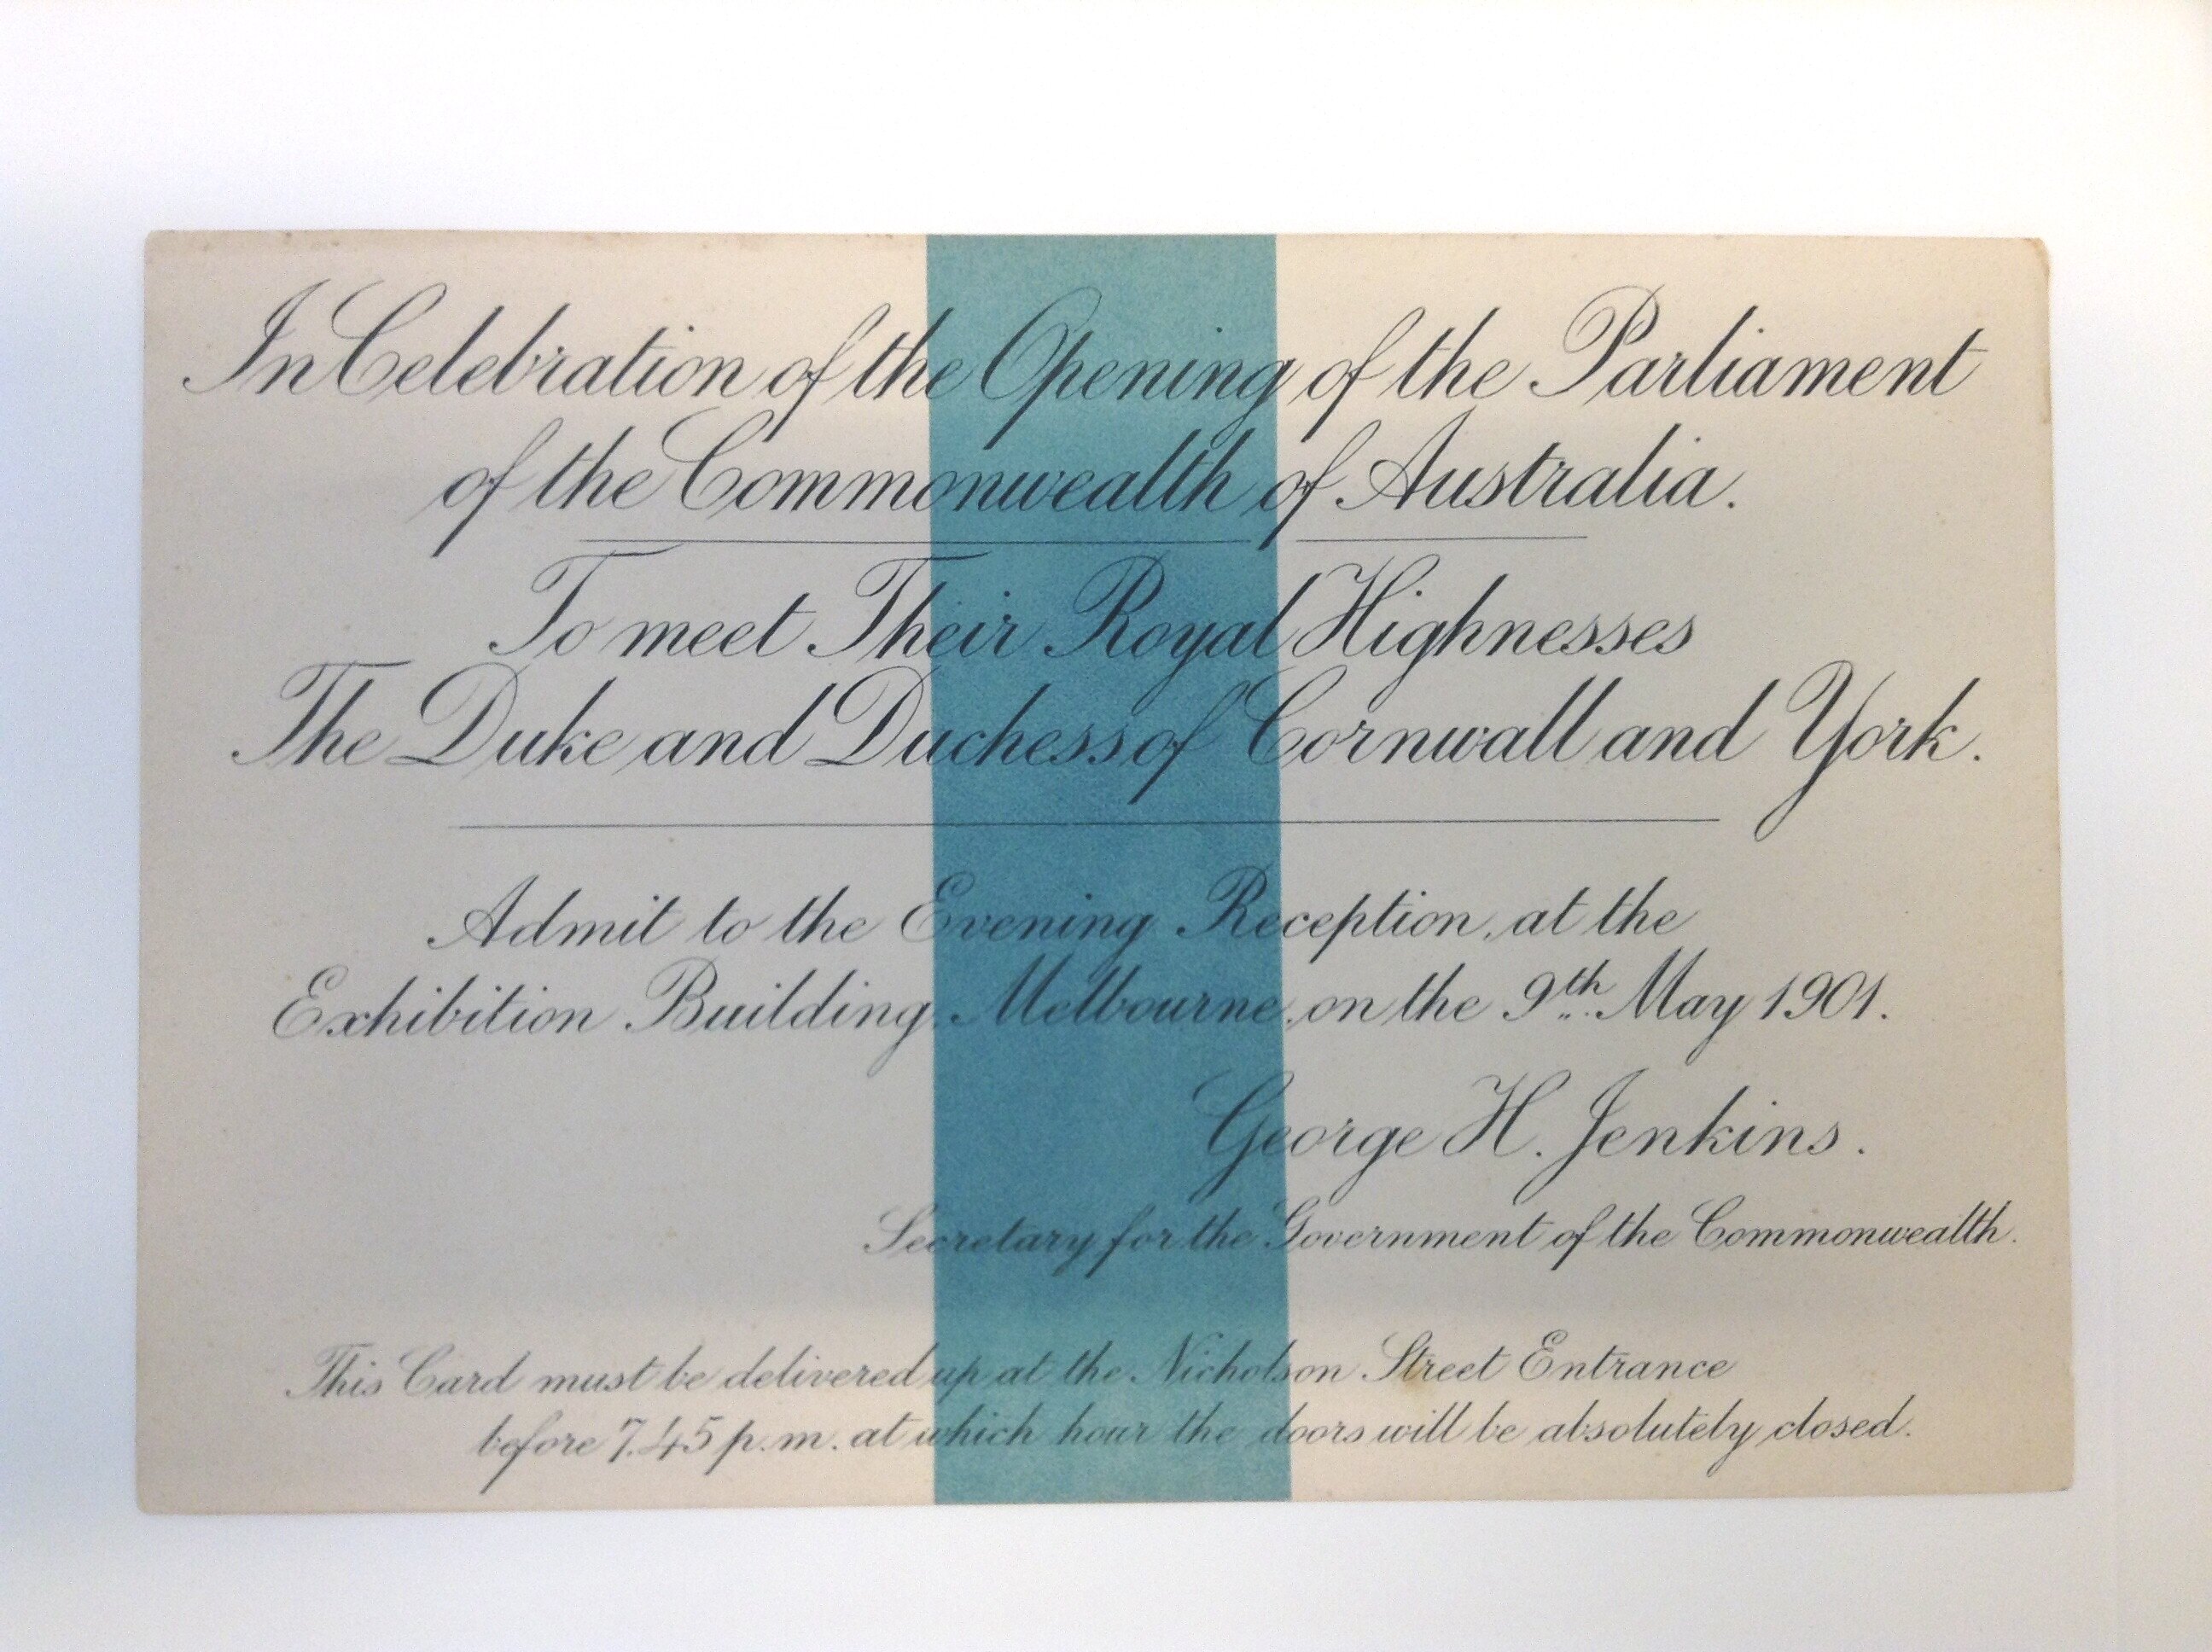 In Celebration of the Opening of the Parliament
of the Commonwealth of Australia.
To meet Their Royal Highnesses
The Duke and Duchess of Cornwall and York.
Admit to the Evening Reception, at the
Exhibition Building, Melbourne, on the 9th May 1901.
George H. Jenkins.
Secretary for the Government of the Commonwealth.
This Card must be delivered up at the Nicholson Street Entrance
before 7.45 p.m. at which hour the doors will be absolutely closed.